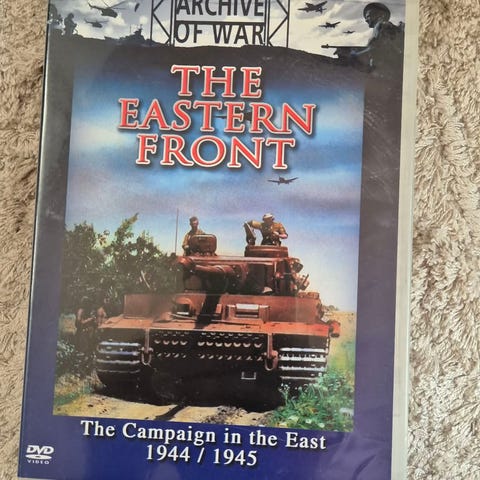 ARCHIVE
OF WAR
THE
EASTERN
FRONT
The Campaign in the East
1944 / 1945
DVD
VIDEO